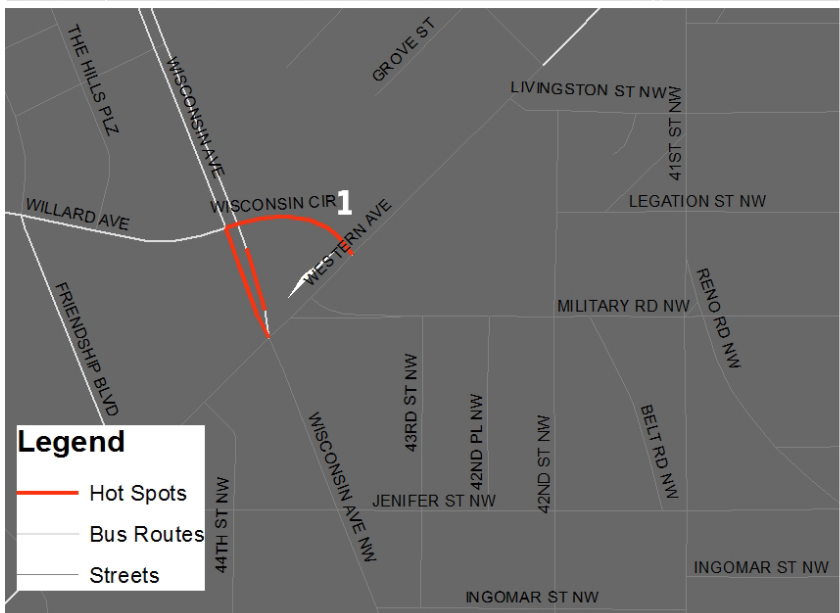 THE HILLS PLZ
WISCONSIN AVE
GROVE ST
LIVINGSTON ST NW
41ST ST NW
WISCONSIN CIR
1
WILLARD AVE
WESTERN AVE
LEGATION ST NW
FRIENDSHIP BLVD
MILITARY RD NW
RENO RD NW
43RD ST NW
42ND PL NW
42ND ST NW
BELT RD NW
WISCONSIN AVE NW
Legend
Hot Spots
Bus Routes
Streets
44TH ST NW
JENIFER ST NW
INGOMAR ST NW
INGOMAR ST NW